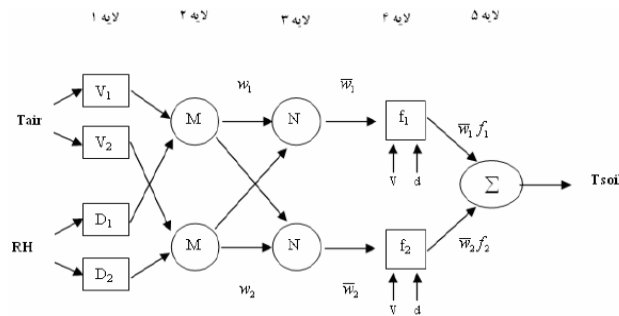 لایه ۱ لایه ۲ لایه ۳ لایه ۴ لایه ۵
w₁ w̅₁
V₁
M N f₁ w̅₁ f₁
Tair
V₂
V d
Σ Tsoil
D₁
RH
M N f₂ w̅₂ f₂
D₂
w₂ w̅₂
V d